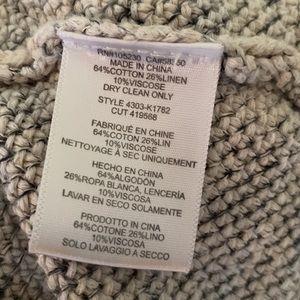 RN#105230 CA#58850
MADE IN CHINA
64%COTTON 26%LINEN
10%VISCOSE
DRY CLEAN ONLY
STYLE 4303-K1782
CUT 419568
FABRIQUÉ EN CHINE
64%COTON 26%LIN
10%VISCOSE
NETTOYAGE À SEC UNIQUEMENT
HECHO EN CHINA
64%ALGODÓN
26%ROPA BLANCA, LENCERÍA
10%VISCOSA
LAVAR EN SECO SOLAMENTE
PRODOTTO IN CINA
64%COTONE 26%LINO
10%VISCOSA
SOLO LAVAGGIO A SECCO